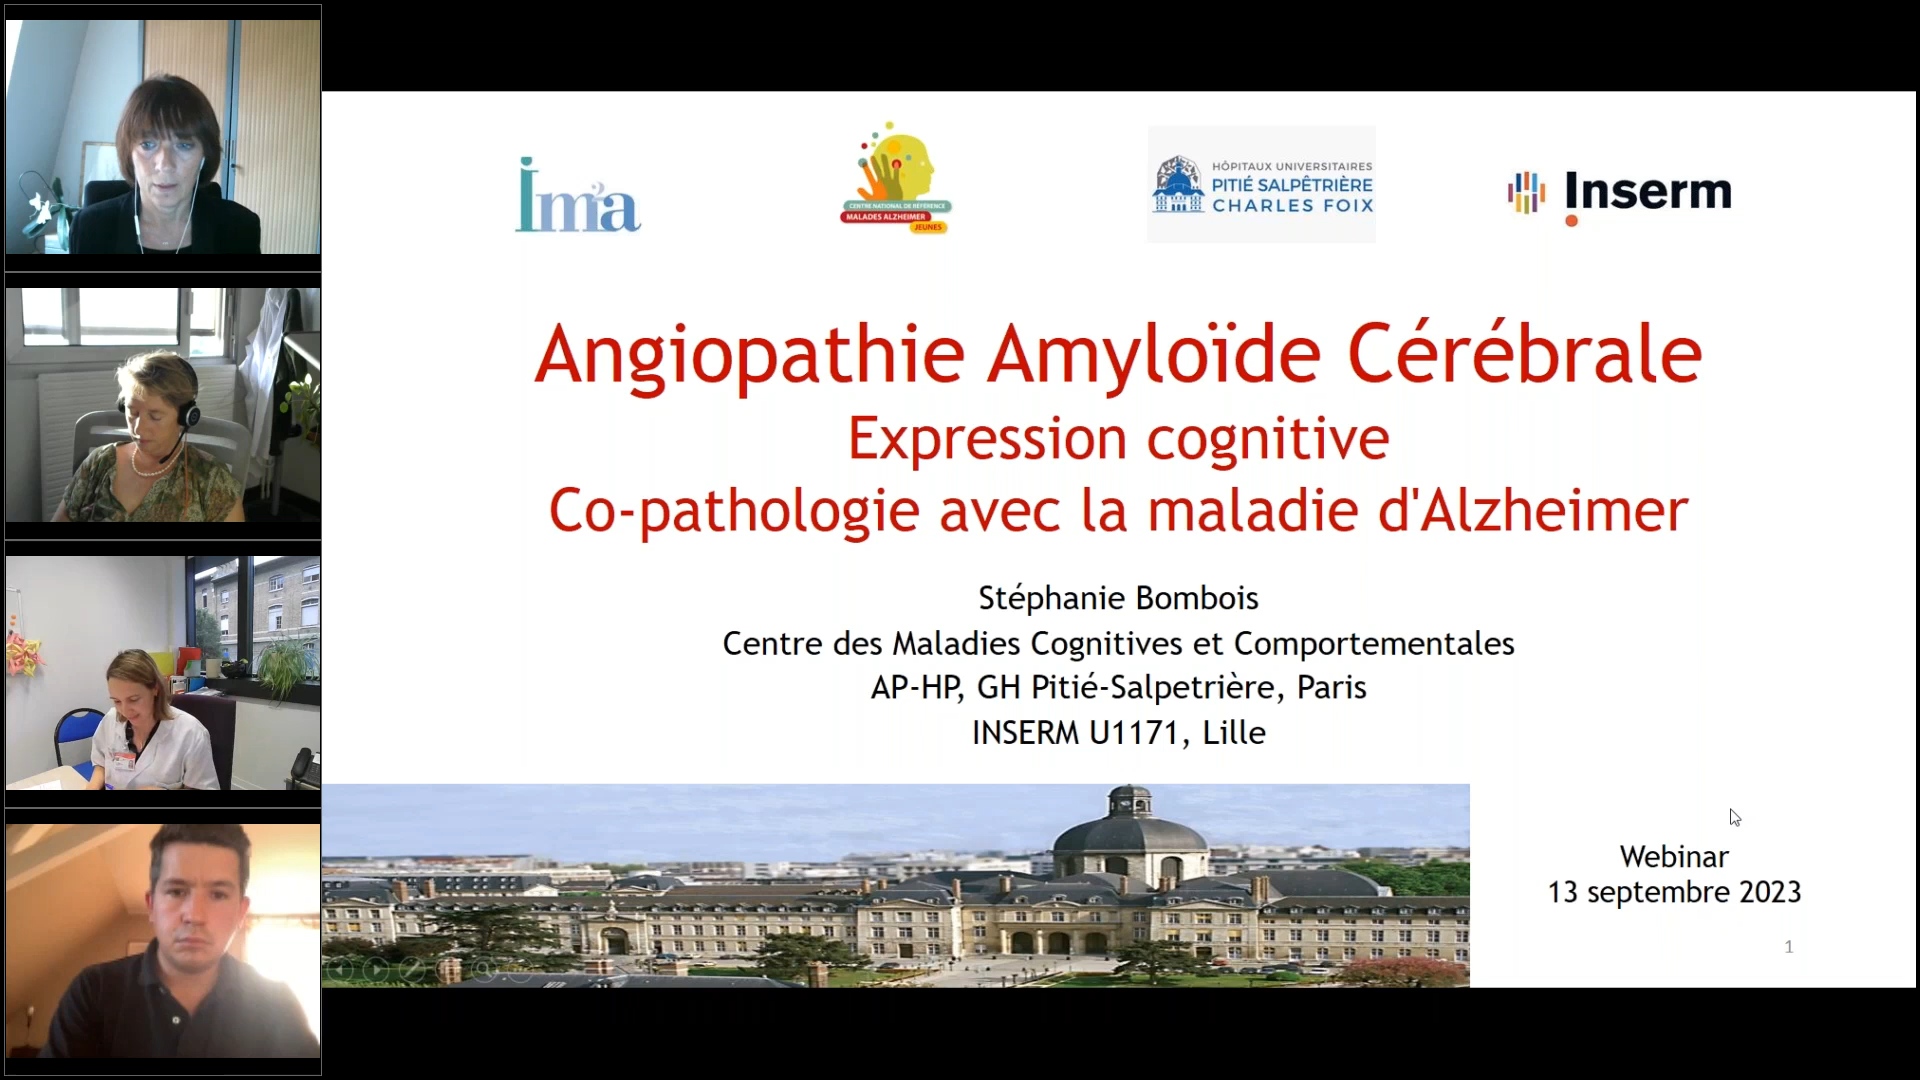 im2a
CENTRE NATIONAL DE RÉFÉRENCE
MALADES ALZHEIMER
JEUNES
HÔPITAUX UNIVERSITAIRES
PITIÉ SALPÊTRIÈRE
CHARLES FOIX
Inserm
Angiopathie Amyloïde Cérébrale
Expression cognitive
Co-pathologie avec la maladie d'Alzheimer
Stéphanie Bombois
Centre des Maladies Cognitives et Comportementales
AP-HP, GH Pitié-Salpetrière, Paris
INSERM U1171, Lille
Webinar
13 septembre 2023
1